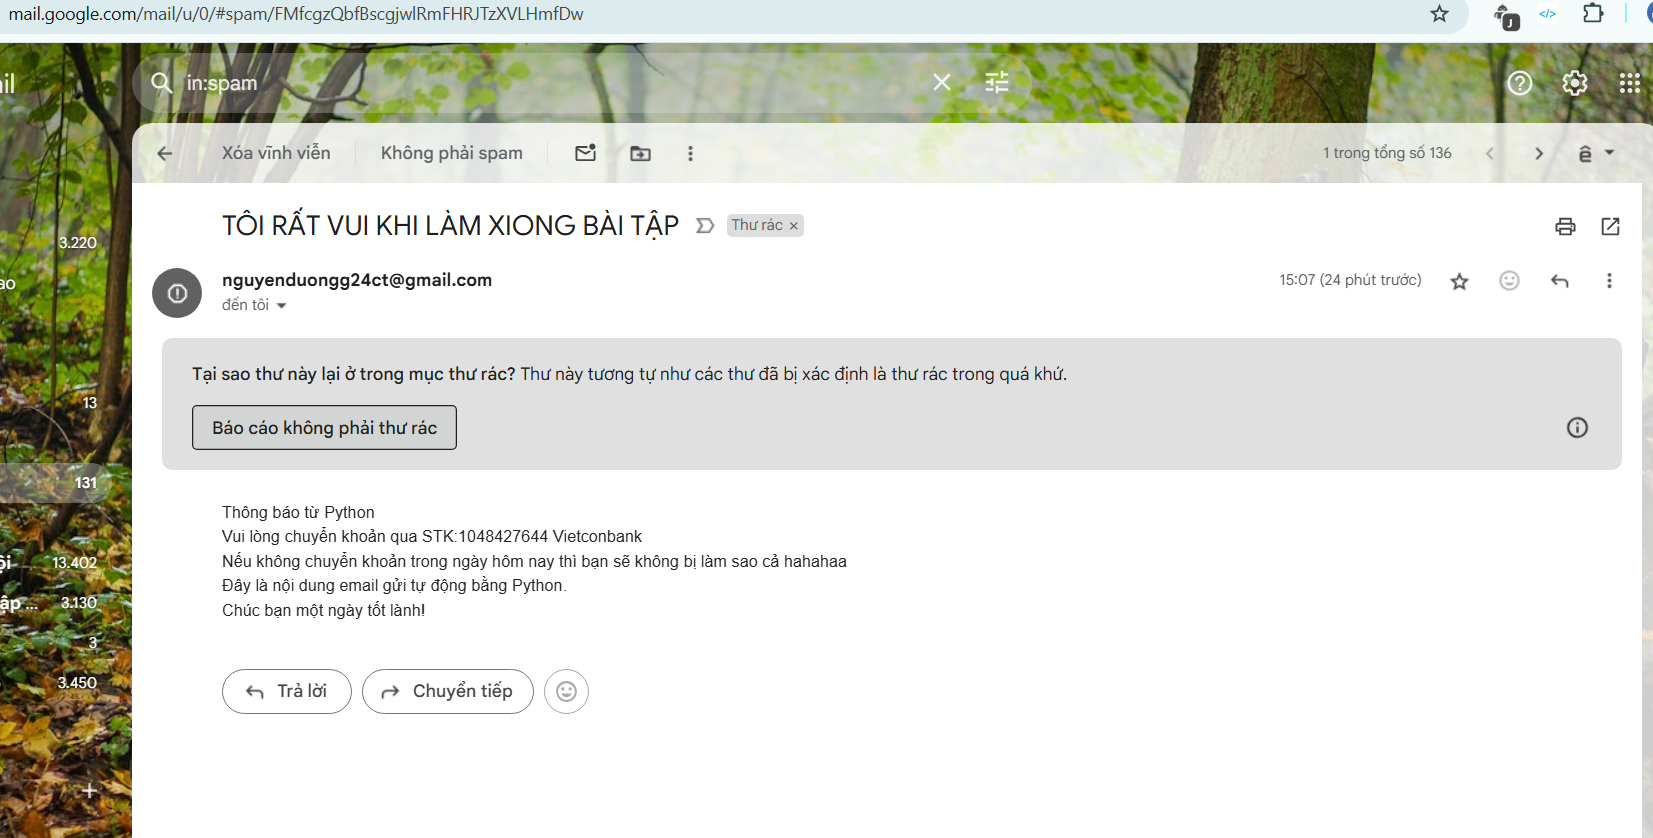 mail.google.com/mail/u/0/#spam/FMfcgzQbfBscgjwlRmFHRJTzXVLHmfDw
J
</>
il
in:spam
Xóa vĩnh viễn
Không phải spam
1 trong tổng số 136
ê
TÔI RẤT VUI KHI LÀM XIONG BÀI TẬP
Thư rác ×
3.220
ao
nguyenduongg24ct@gmail.com
15:07 (24 phút trước)
đến tôi
Tại sao thư này lại ở trong mục thư rác? Thư này tương tự như các thư đã bị xác định là thư rác trong quá khứ.
13
Báo cáo không phải thư rác
131
Thông báo từ Python
Vui lòng chuyển khoản qua STK:1048427644 Vietconbank
Nếu không chuyển khoản trong ngày hôm nay thì bạn sẽ không bị làm sao cả hahahaa
ội 13.402
Đây là nội dung email gửi tự động bằng Python.
ập ... 3.130
Chúc bạn một ngày tốt lành!
3
3.450
Trả lời
Chuyển tiếp